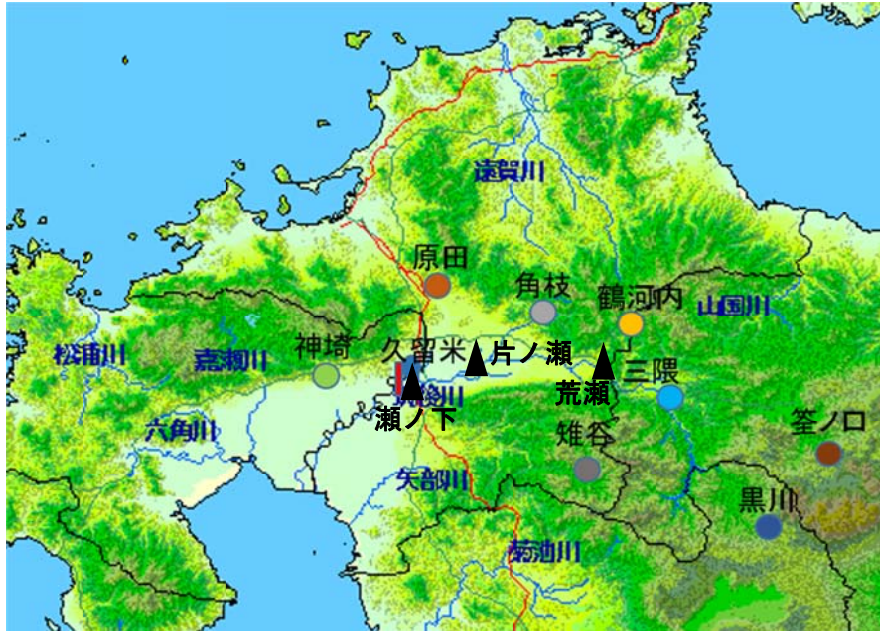 遠賀川
原田
角枝
鶴河内
山国川
松浦川
嘉瀬川
神埼
久留米
片ノ瀬
荒瀬
三隈
筑後川
瀬ノ下
六角川
雉谷
筌ノ口
矢部川
黒川
菊池川